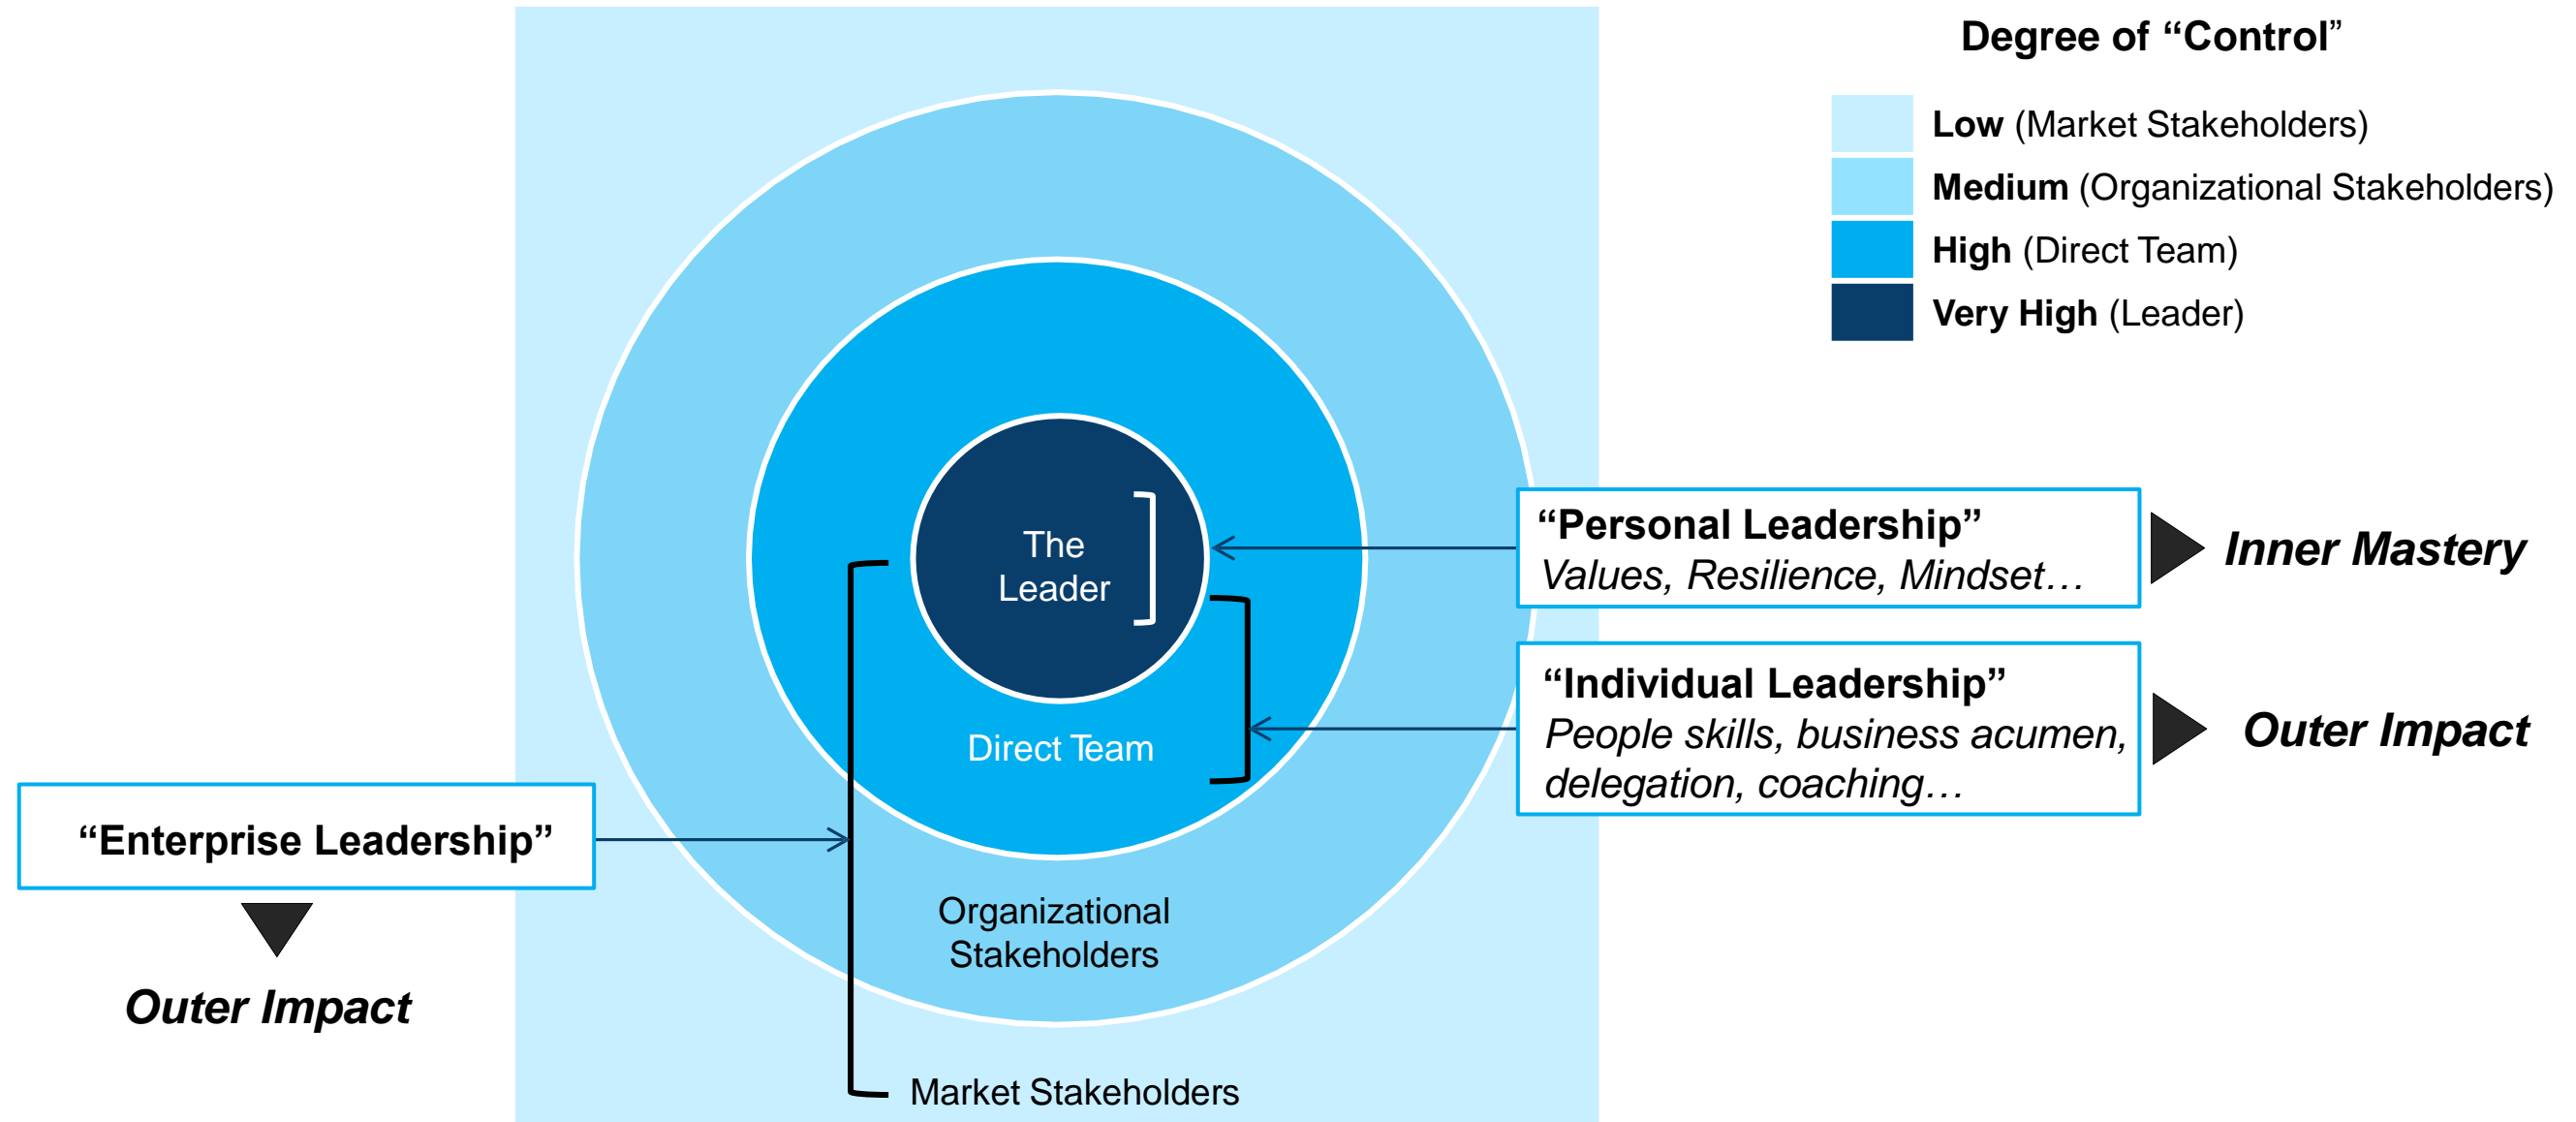 Degree of “Control”
Low (Market Stakeholders)
Medium (Organizational Stakeholders)
High (Direct Team)
Very High (Leader)
The
Leader
Direct Team
Organizational
Stakeholders
Market Stakeholders
“Personal Leadership”
Values, Resilience, Mindset…
Inner Mastery
“Individual Leadership”
People skills, business acumen,
delegation, coaching…
Outer Impact
“Enterprise Leadership”
Outer Impact